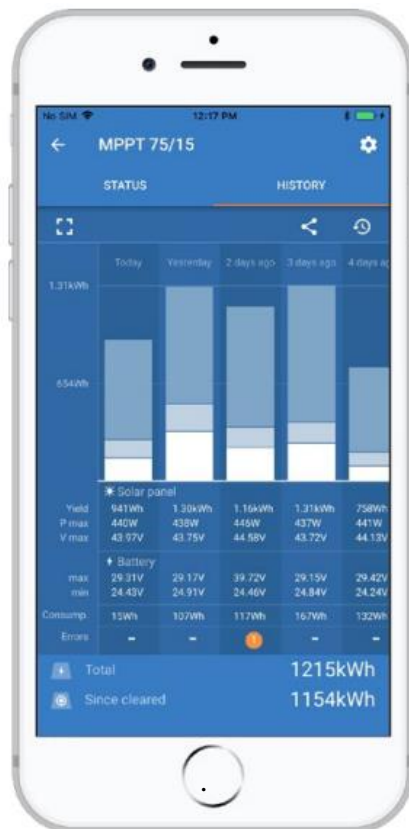 No SIM 12:17 PM
MPPT 75/15
STATUS HISTORY
Today Yesterday 2 days ago 3 days ago 4 days ag
1.31kWh
654Wh
Solar panel
Yield 941Wh 1.30kWh 1.16kWh 1.31kWh 758Wh
P max 440W 438W 446W 437W 441W
V max 43.97V 43.75V 44.58V 43.72V 44.13V
Battery
max 29.31V 29.17V 39.72V 29.15V 29.42V
min 24.43V 24.91V 24.46V 24.84V 24.24V
Consump. 15Wh 107Wh 117Wh 167Wh 132Wh
Errors - - 1 - -
Total 1215kWh
Since cleared 1154kWh